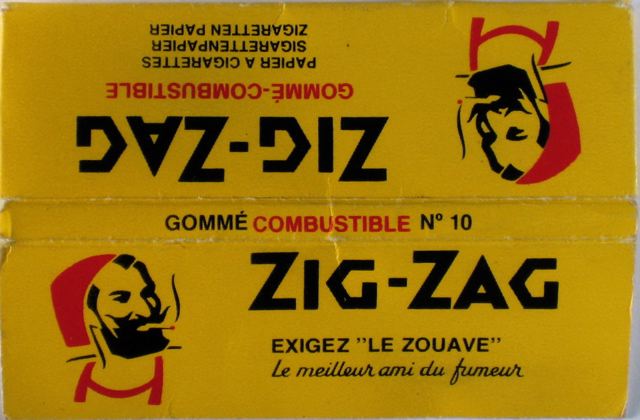 PAPIER A CIGARETTES
SIGARETTENPAPIER
ZIGARETTEN PAPIER
GOMMÉ-COMBUSTIBLE
ZIG-ZAG
GOMMÉ COMBUSTIBLE Nº 10
ZIG-ZAG
EXIGEZ "LE ZOUAVE"
Le meilleur ami du fumeur